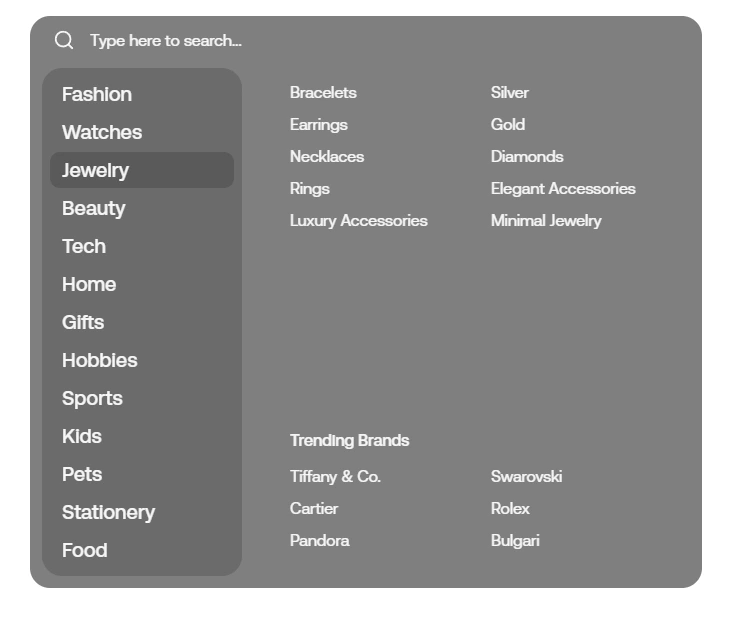 Type here to search...
Fashion
Watches
Jewelry
Beauty
Tech
Home
Gifts
Hobbies
Sports
Kids
Pets
Stationery
Food
Bracelets
Earrings
Necklaces
Rings
Luxury Accessories
Silver
Gold
Diamonds
Elegant Accessories
Minimal Jewelry
Trending Brands
Tiffany & Co.
Cartier
Pandora
Swarovski
Rolex
Bulgari